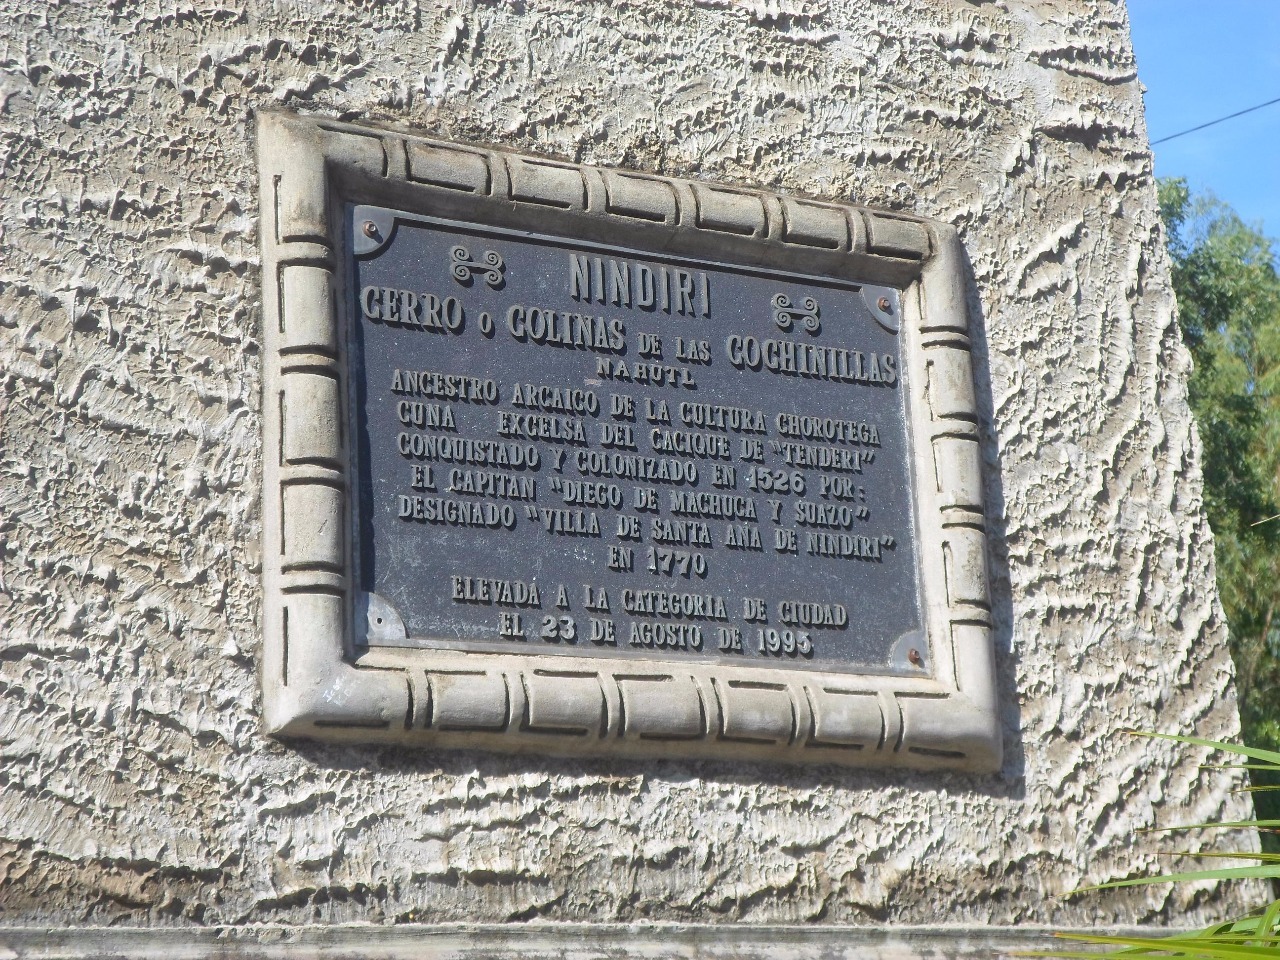 NINDIRI
CERRO o COLINAS DE LAS COCHINILLAS
NAHUTL
ANCESTRO ARCAICO DE LA CULTURA CHOROTEGA
CUNA EXCELSA DEL CACIQUE DE "TENDERI"
CONQUISTADO Y COLONIZADO EN 1526 POR:
EL CAPITAN "DIEGO DE MACHUCA Y SUAZO"
DESIGNADO "VILLA DE SANTA ANA DE NINDIRI"
EN 1770
ELEVADA A LA CATEGORIA DE CIUDAD
EL 23 DE AGOSTO DE 1995